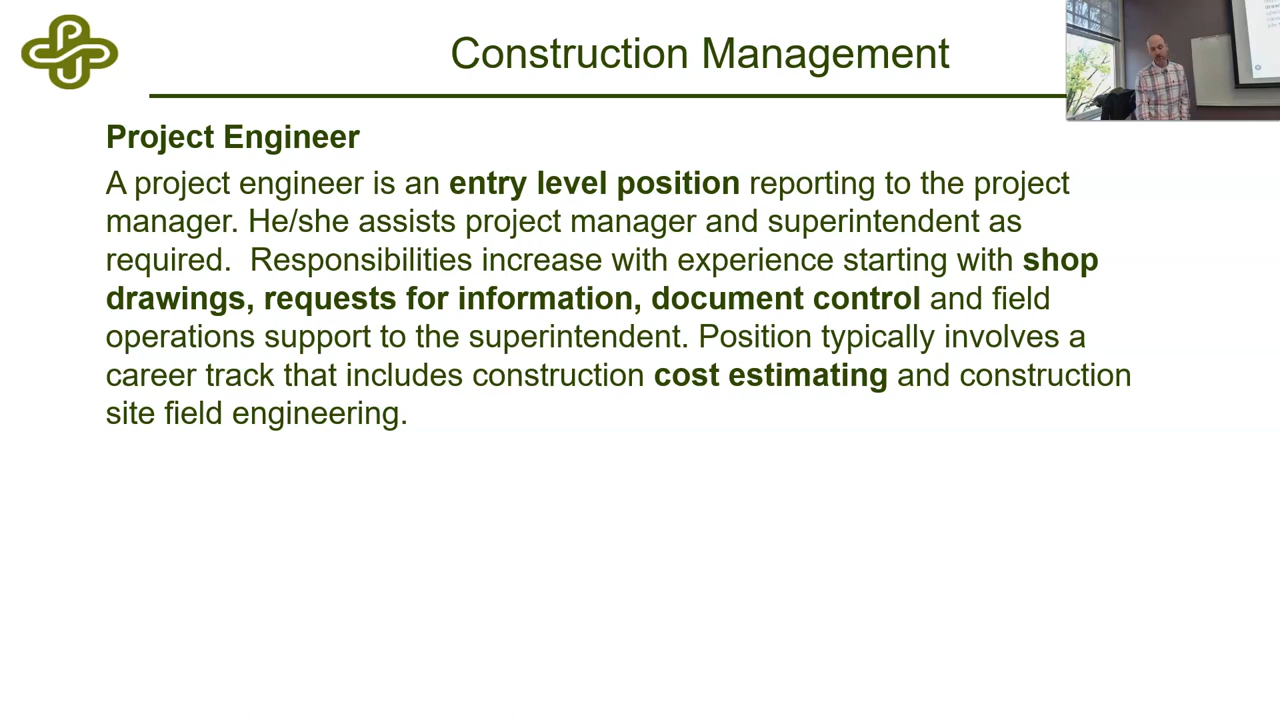 Construction Management
Project Engineer
A project engineer is an entry level position reporting to the project
manager. He/she assists project manager and superintendent as
required.  Responsibilities increase with experience starting with shop
drawings, requests for information, document control and field
operations support to the superintendent. Position typically involves a
career track that includes construction cost estimating and construction
site field engineering.